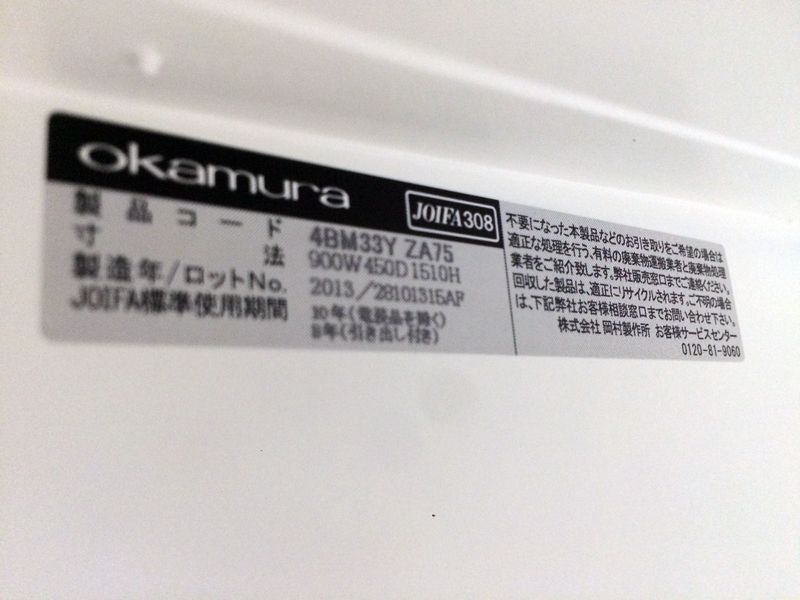 okamura
JOIFA308
製品コード 4BM33Y ZA75
寸法 900W450D1510H
製造年/ロットNo. 2013/28101315AF
JOIFA標準使用期間 10年(電装品を除く)
8年(引き出し付き)
不要になった本製品などのお引き取りをご希望の場合は
適正な処理を行う、有料の廃棄物運搬業者と廃棄物処理
業者をご紹介致します。弊社販売窓口までご連絡ください。
回収した製品は、適正にリサイクルされます。ご不明の場合
は、下記弊社お客様相談窓口までお問い合わせ下さい。
株式会社 岡村製作所 お客様サービスセンター
0120-81-9060